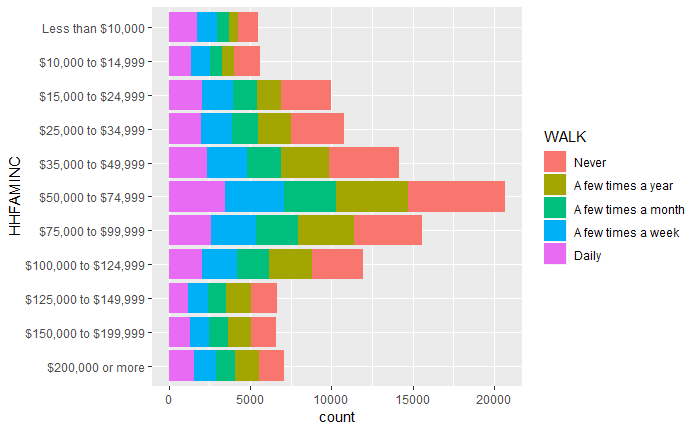 HHFAMINC
Less than $10,000
$10,000 to $14,999
$15,000 to $24,999
$25,000 to $34,999
$35,000 to $49,999
$50,000 to $74,999
$75,000 to $99,999
$100,000 to $124,999
$125,000 to $149,999
$150,000 to $199,999
$200,000 or more
0 5000 10000 15000 20000
count
WALK
Never
A few times a year
A few times a month
A few times a week
Daily